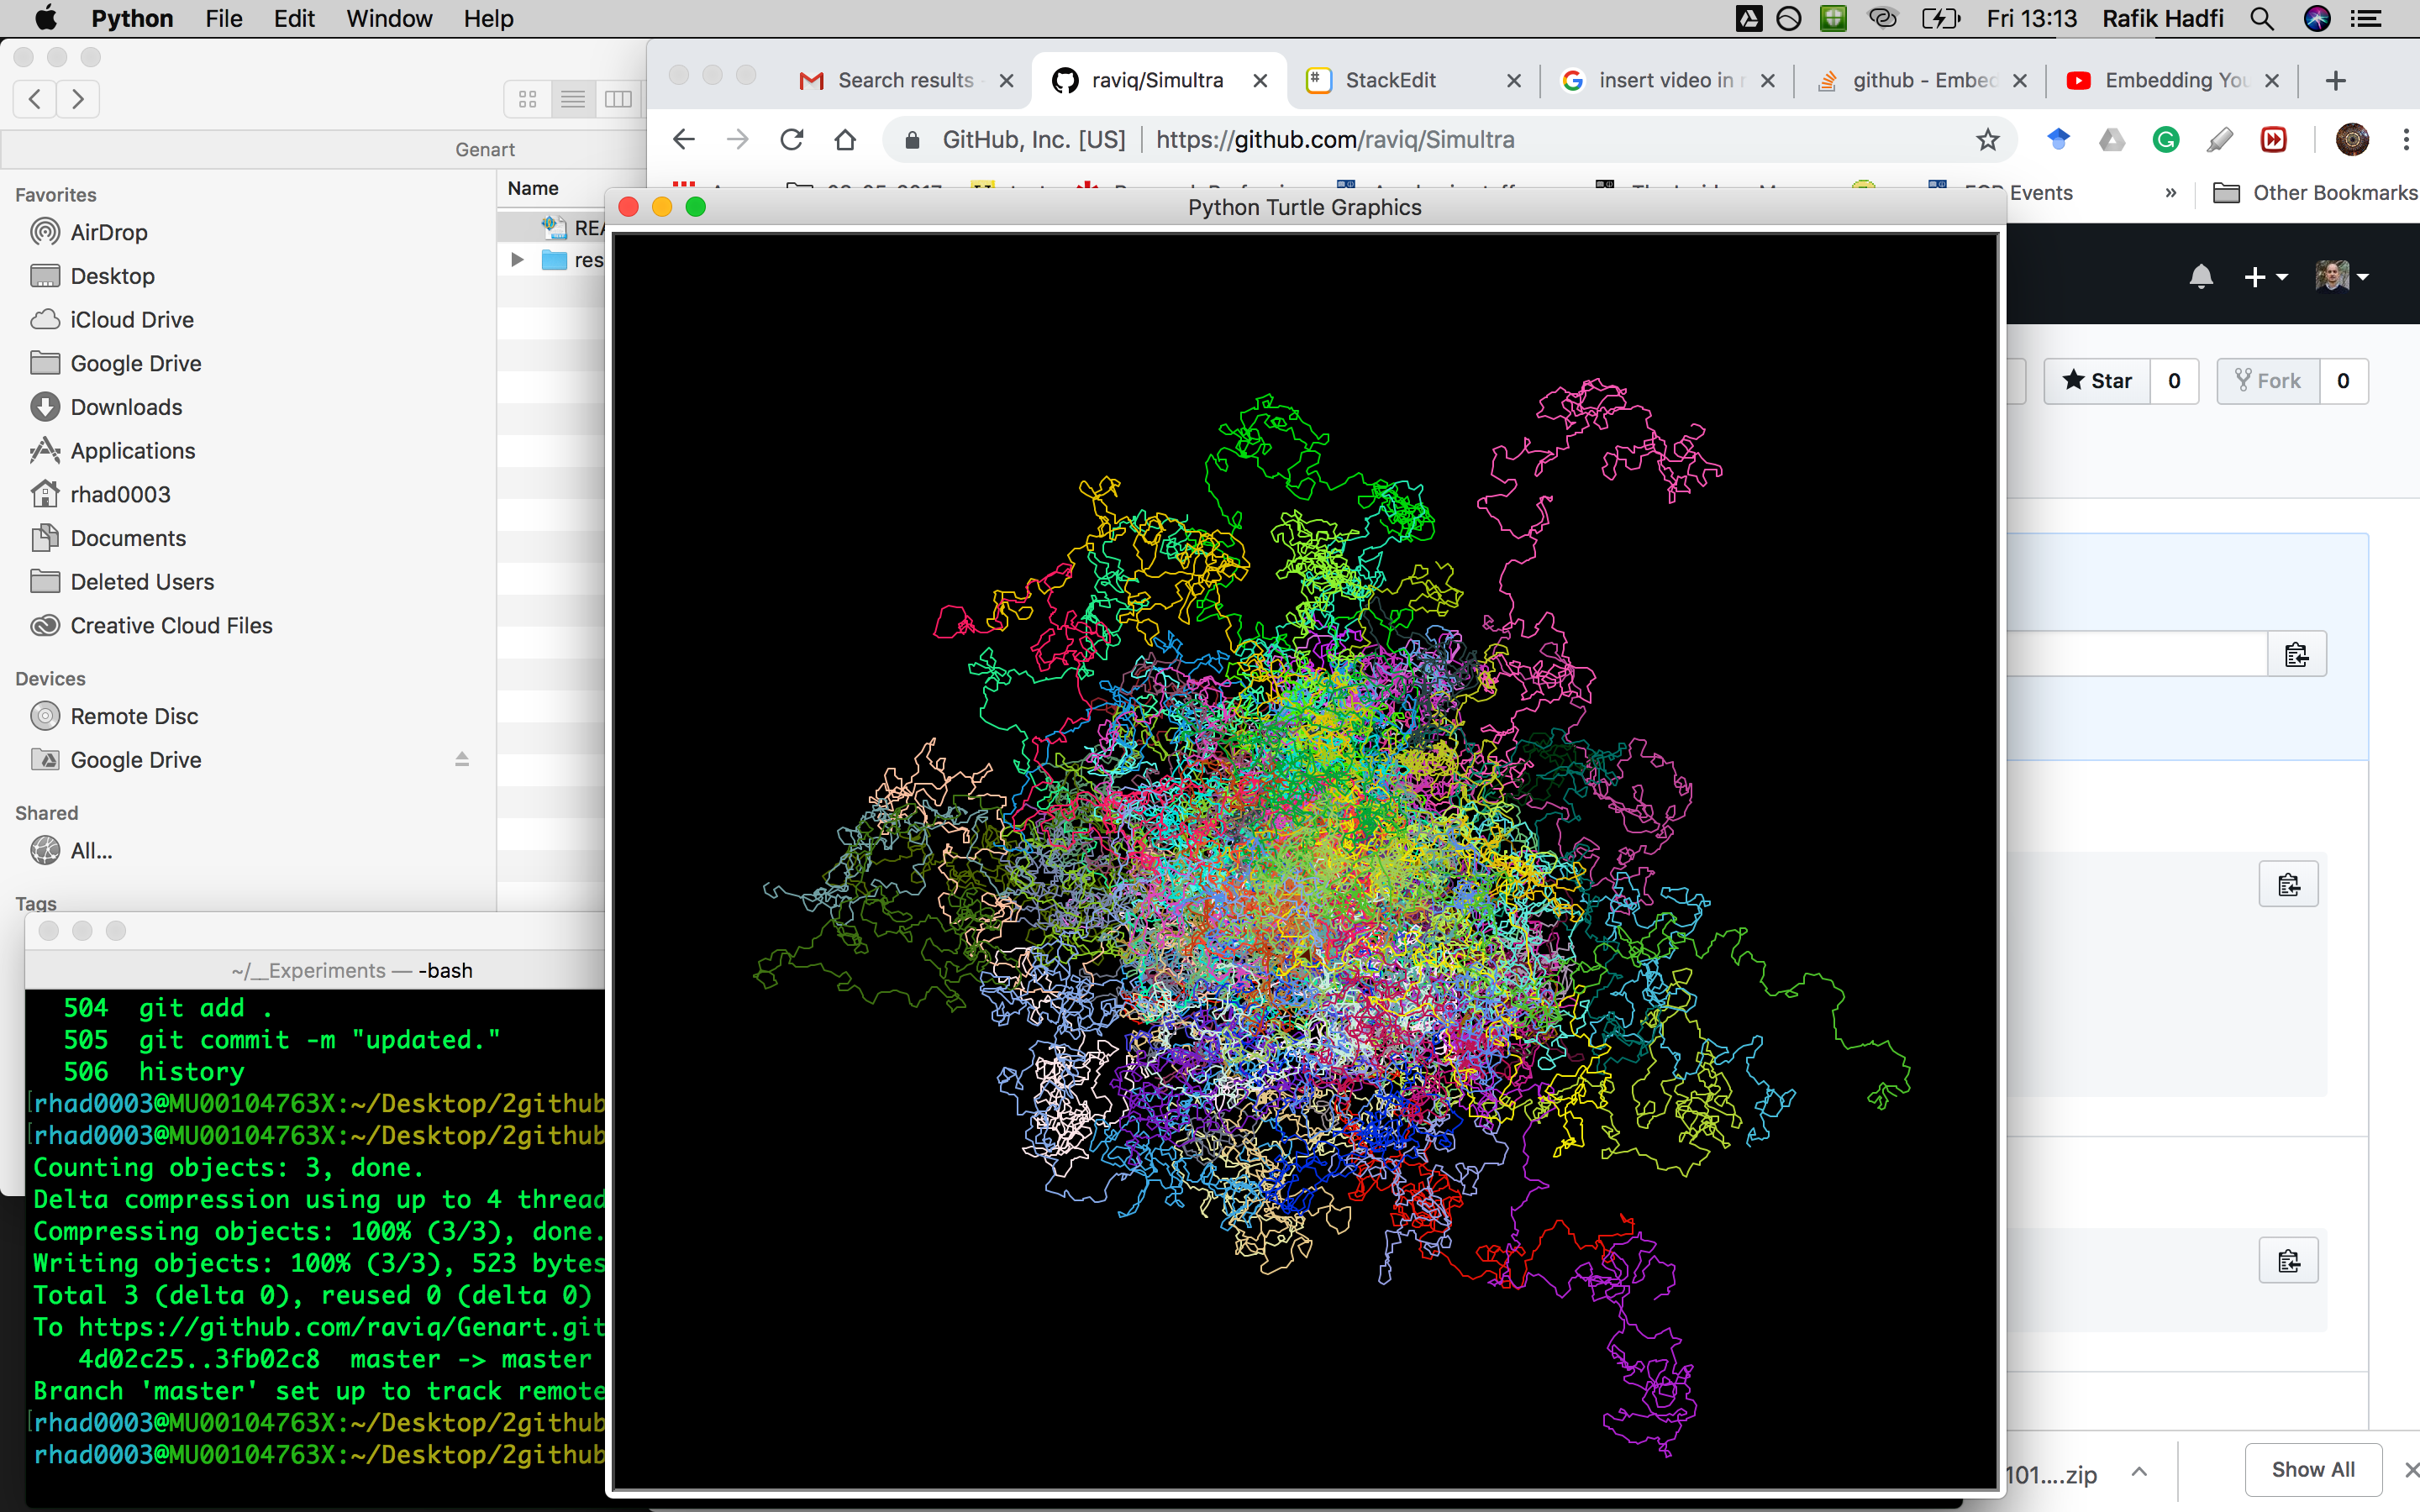 Python File Edit Window Help
Fri 13:13 Rafik Hadfi
Genart
Favorites
AirDrop
Desktop
iCloud Drive
Google Drive
Downloads
Applications
rhad0003
Documents
Deleted Users
Creative Cloud Files
Devices
Remote Disc
Google Drive
Shared
All...
Tags
Name
REA
res
Search results
raviq/Simultra
StackEdit
insert video in
github - Embed
Embedding You
GitHub, Inc. [US] https://github.com/raviq/Simultra
Events
» Other Bookmarks
Python Turtle Graphics
Star 0
Fork 0
~/__Experiments — -bash
504 git add .
505 git commit -m "updated."
506 history
[rhad0003@MU00104763X:~/Desktop/2github
[rhad0003@MU00104763X:~/Desktop/2github
Counting objects: 3, done.
Delta compression using up to 4 thread
Compressing objects: 100% (3/3), done.
Writing objects: 100% (3/3), 523 bytes
Total 3 (delta 0), reused 0 (delta 0)
To https://github.com/raviq/Genart.git
4d02c25..3fb02c8 master -> master
Branch 'master' set up to track remote
[rhad0003@MU00104763X:~/Desktop/2github
rhad0003@MU00104763X:~/Desktop/2github
101....zip
Show All